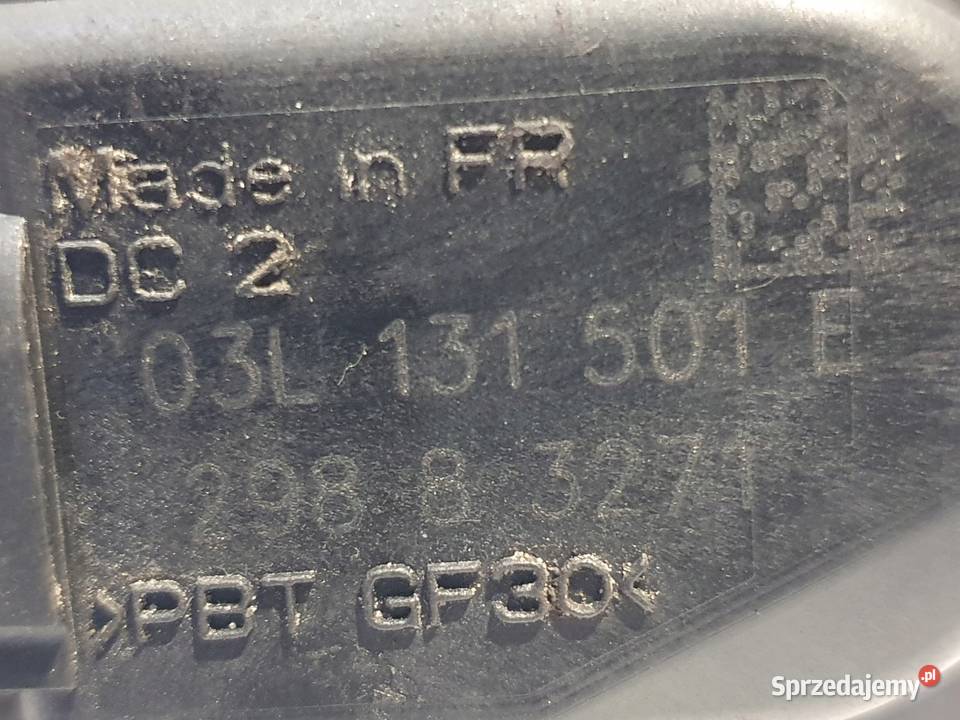 Made in FR
DC 2
03L 131 501 E
298 8 3271
>PBT GF30<
Sprzedajemy.pl